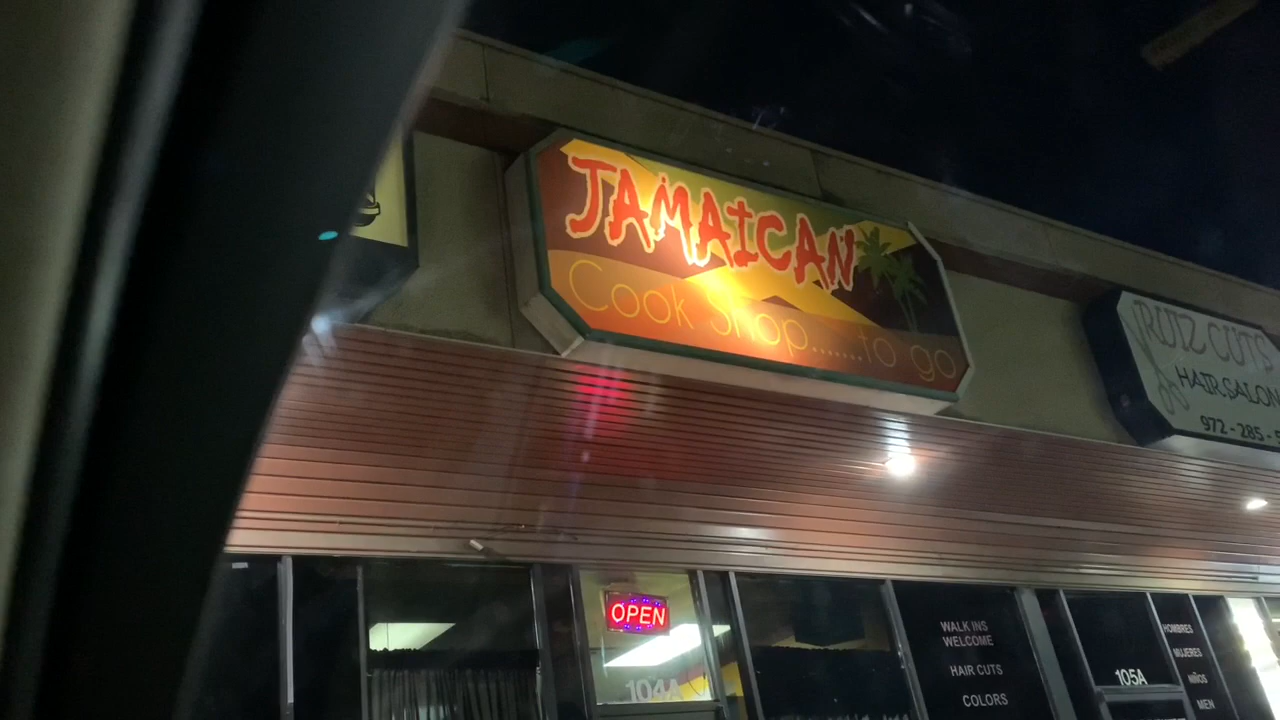 JAMAICAN
Cook Shop.......to go
RUIZ CUTS
HAIR SALON
972-285-5
OPEN
104A
WALK INS
WELCOME
HAIR CUTS
COLORS
105A
HOMBRES
MUJERES
NIÑOS
MEN